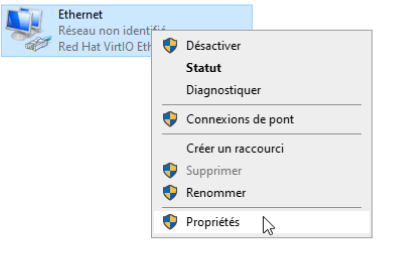 Ethernet
Réseau non identifié
Red Hat VirtIO Eth
Désactiver
Statut
Diagnostiquer
Connexions de pont
Créer un raccourci
Supprimer
Renommer
Propriétés